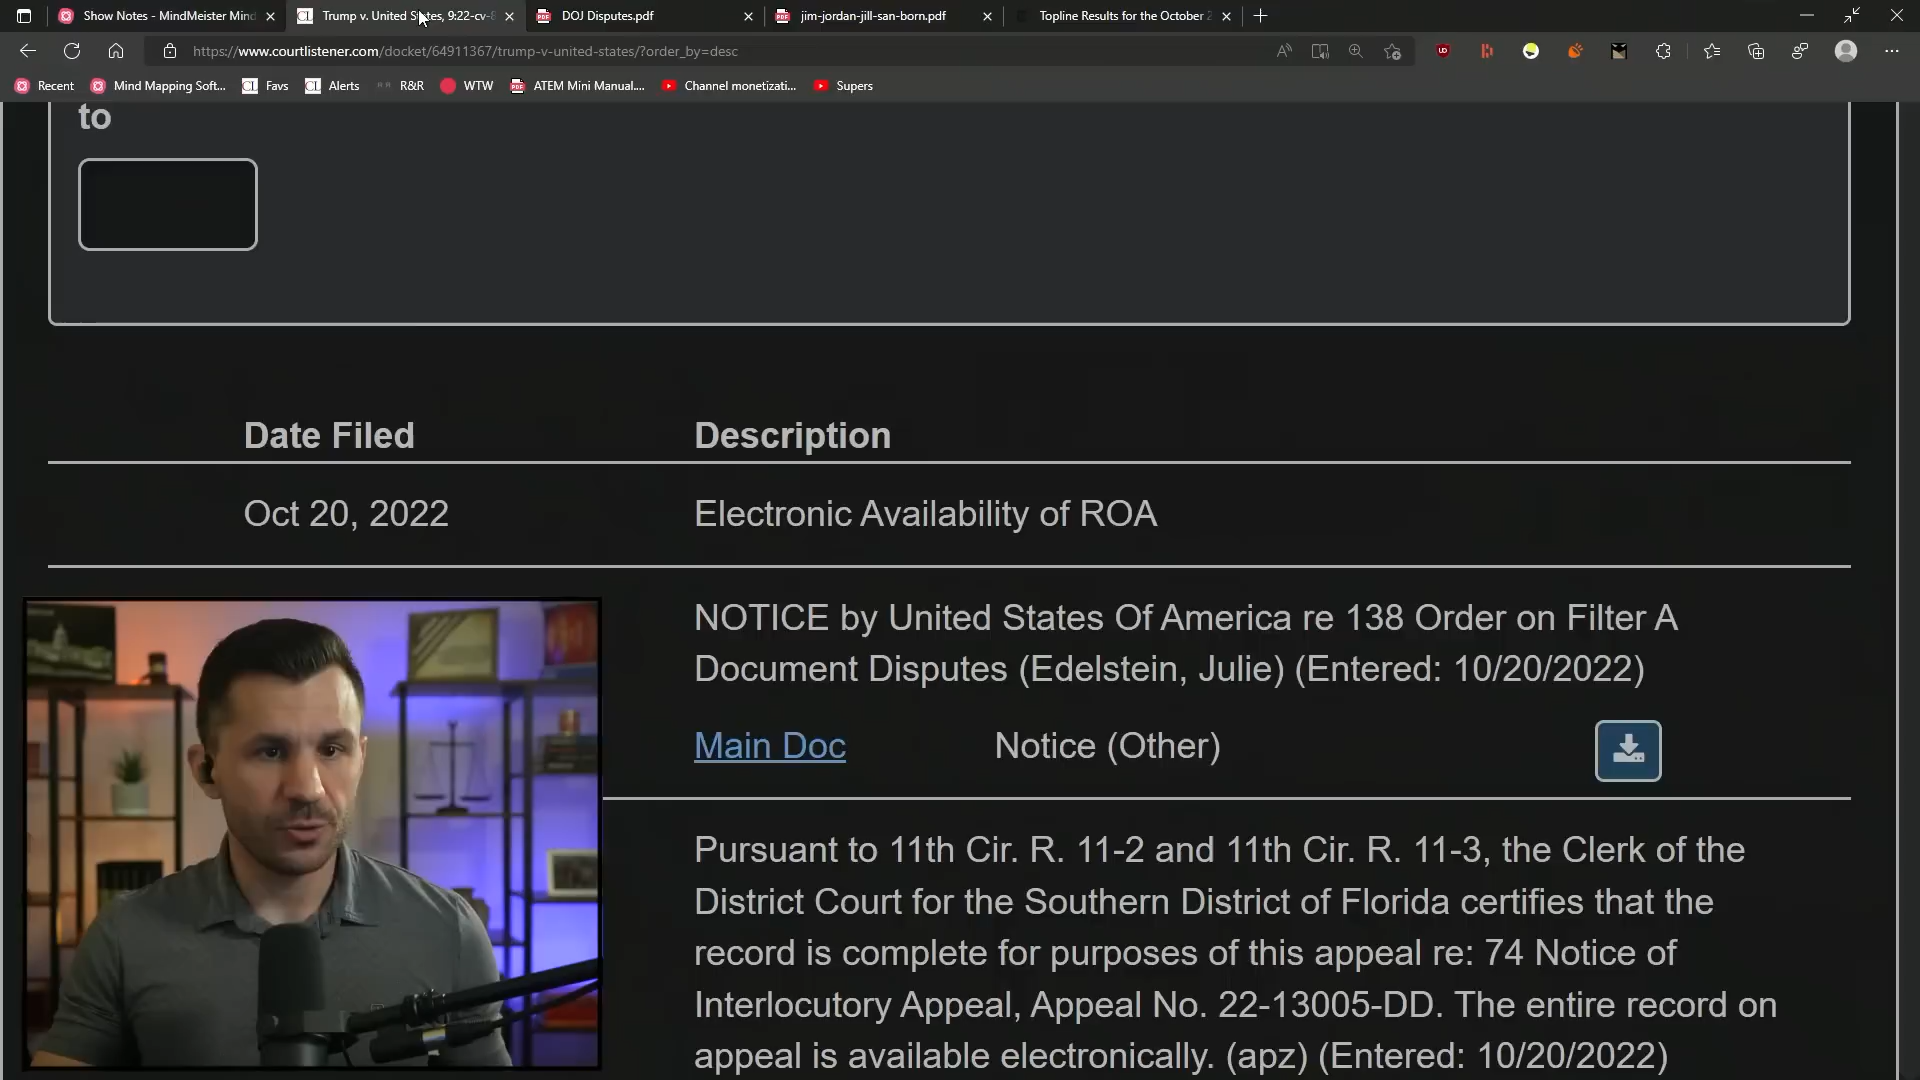 Show Notes - MindMeister Mind
Trump v. United States, 9:22-cv-8
DOJ Disputes.pdf
jim-jordan-jill-san-born.pdf
Topline Results for the October 2
https://www.courtlistener.com/docket/64911367/trump-v-united-states/?order_by=desc
Recent
Mind Mapping Soft...
CL Favs
CL Alerts
R&R
WTW
ATEM Mini Manual....
Channel monetizati...
Supers
to
Date Filed Description
Oct 20, 2022 Electronic Availability of ROA
NOTICE by United States Of America re 138 Order on Filter A
Document Disputes (Edelstein, Julie) (Entered: 10/20/2022)
Main Doc Notice (Other)
Pursuant to 11th Cir. R. 11-2 and 11th Cir. R. 11-3, the Clerk of the
District Court for the Southern District of Florida certifies that the
record is complete for purposes of this appeal re: 74 Notice of
Interlocutory Appeal, Appeal No. 22-13005-DD. The entire record on
appeal is available electronically. (apz) (Entered: 10/20/2022)